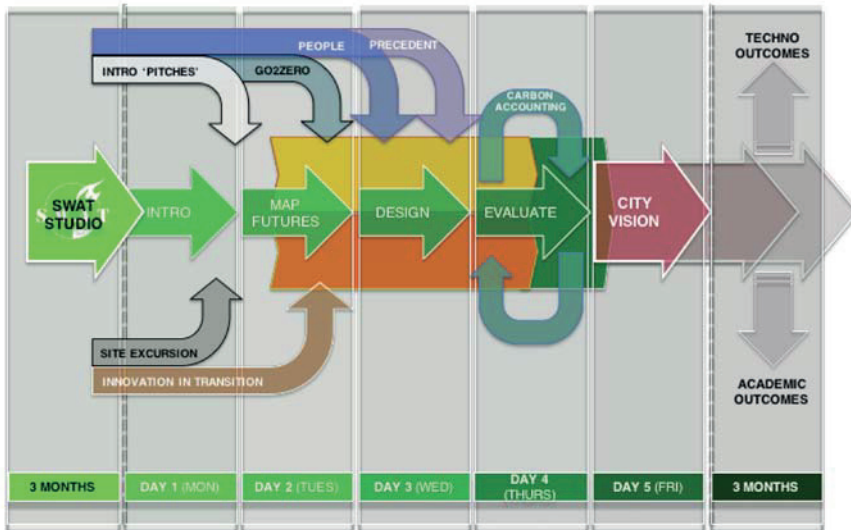 PEOPLE
PRECEDENT
TECHNO
OUTCOMES
INTRO 'PITCHES'
GO2ZERO
CARBON
ACCOUNTING
SWAT
STUDIO
SWAT
INTRO
MAP
FUTURES
DESIGN
EVALUATE
CITY
VISION
SITE EXCURSION
INNOVATION IN TRANSITION
ACADEMIC
OUTCOMES
3 MONTHS
DAY 1 (MON)
DAY 2 (TUES)
DAY 3 (WED)
DAY 4
(THURS)
DAY 5 (FRI)
3 MONTHS